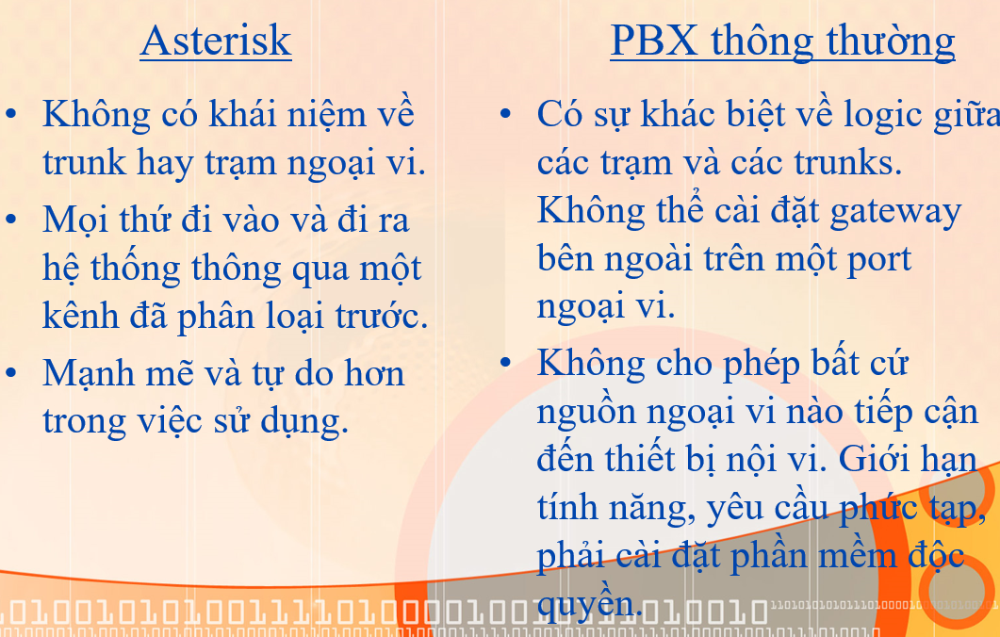 Asterisk
• Không có khái niệm về
trunk hay trạm ngoại vi.
• Mọi thứ đi vào và đi ra
hệ thống thông qua một
kênh đã phân loại trước.
• Mạnh mẽ và tự do hơn
trong việc sử dụng.
PBX thông thường
• Có sự khác biệt về logic giữa
các trạm và các trunks.
Không thể cài đặt gateway
bên ngoài trên một port
ngoại vi.
• Không cho phép bất cứ
nguồn ngoại vi nào tiếp cận
đến thiết bị nội vi. Giới hạn
tính năng, yêu cầu phức tạp,
phải cài đặt phần mềm độc
quyền.